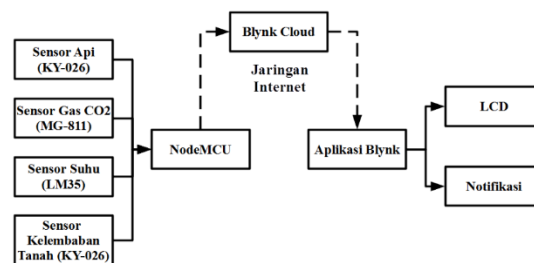 Sensor Api
(KY-026)
Sensor Gas CO2
(MG-811)
Sensor Suhu
(LM35)
Sensor
Kelembaban
Tanah (KY-026)
NodeMCU
Blynk Cloud
Jaringan
Internet
Aplikasi Blynk
LCD
Notifikasi